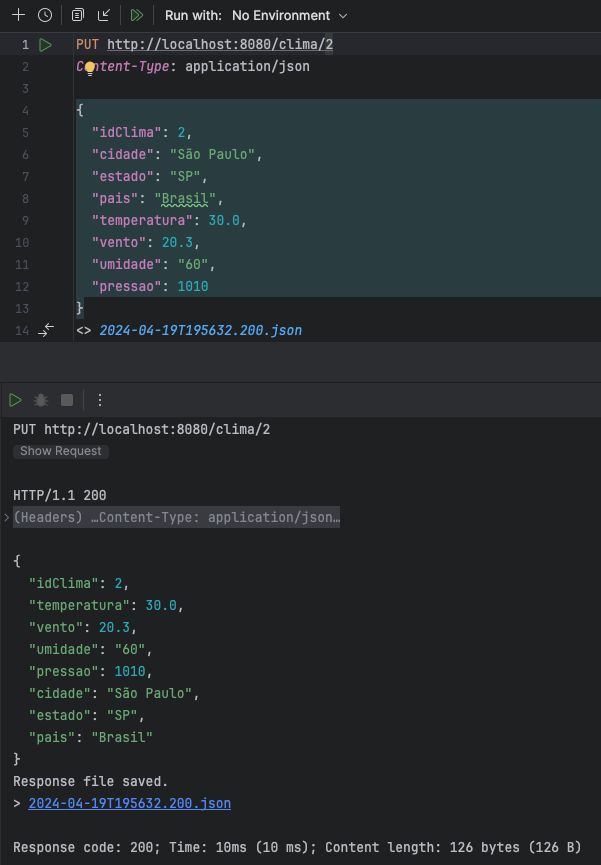 Run with: No Environment
1 PUT http://localhost:8080/clima/2
2 Content-Type: application/json
3
4 {
5 "idClima": 2,
6 "cidade": "São Paulo",
7 "estado": "SP",
8 "pais": "Brasil",
9 "temperatura": 30.0,
10 "vento": 20.3,
11 "umidade": "60",
12 "pressao": 1010
13 }
14 <> 2024-04-19T195632.200.json
PUT http://localhost:8080/clima/2
Show Request
HTTP/1.1 200
(Headers) …Content-Type: application/json…
{
"idClima": 2,
"temperatura": 30.0,
"vento": 20.3,
"umidade": "60",
"pressao": 1010,
"cidade": "São Paulo",
"estado": "SP",
"pais": "Brasil"
}
Response file saved.
> 2024-04-19T195632.200.json
Response code: 200; Time: 10ms (10 ms); Content length: 126 bytes (126 B)